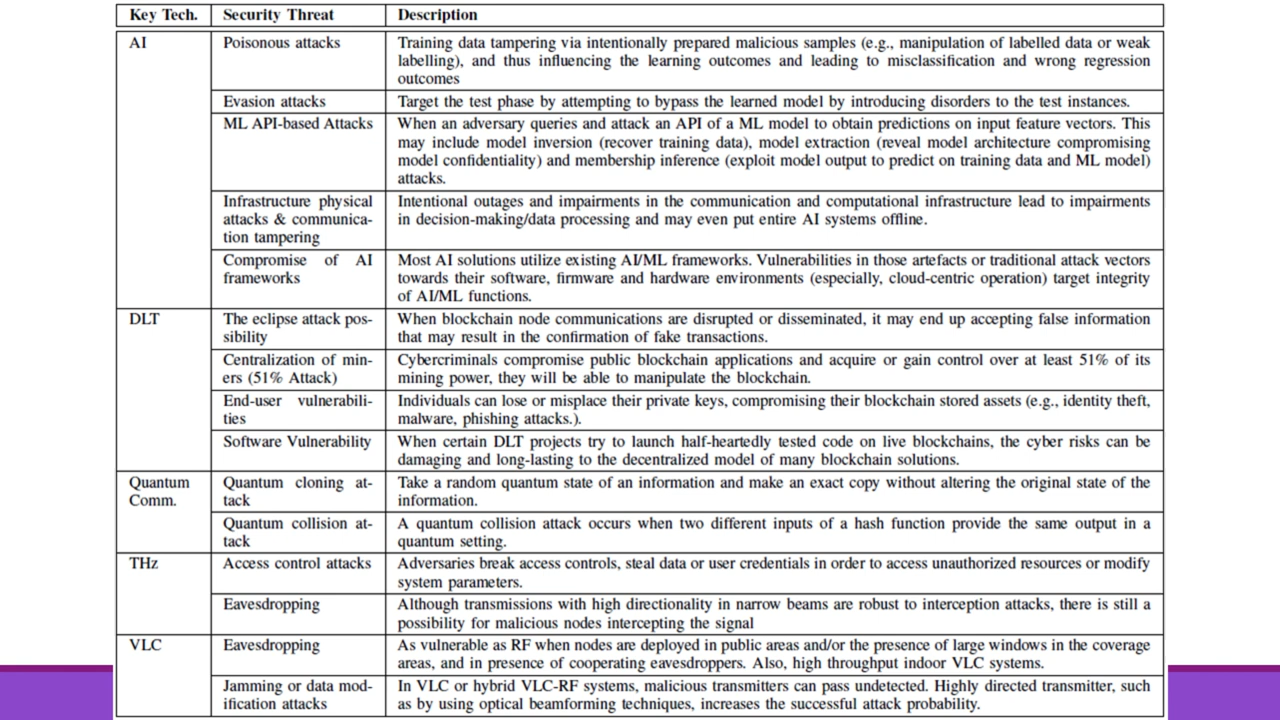 Key Tech. Security Threat Description
AI Poisonous attacks Training data tampering via intentionally prepared malicious samples (e.g., manipulation of labelled data or weak
labelling), and thus influencing the learning outcomes and leading to misclassification and wrong regression
outcomes
Evasion attacks Target the test phase by attempting to bypass the learned model by introducing disorders to the test instances.
ML API-based Attacks When an adversary queries and attack an API of a ML model to obtain predictions on input feature vectors. This
may include model inversion (recover training data), model extraction (reveal model architecture compromising
model confidentiality) and membership inference (exploit model output to predict on training data and ML model)
attacks.
Infrastructure physical Intentional outages and impairments in the communication and computational infrastructure lead to impairments
attacks & communica- in decision-making/data processing and may even put entire AI systems offline.
tion tampering
Compromise of AI Most AI solutions utilize existing AI/ML frameworks. Vulnerabilities in those artefacts or traditional attack vectors
frameworks towards their software, firmware and hardware environments (especially, cloud-centric operation) target integrity
of AI/ML functions.
DLT The eclipse attack pos- When blockchain node communications are disrupted or disseminated, it may end up accepting false information
sibility that may result in the confirmation of fake transactions.
Centralization of min- Cybercriminals compromise public blockchain applications and acquire or gain control over at least 51% of its
ers (51% Attack) mining power, they will be able to manipulate the blockchain.
End-user vulnerabili- Individuals can lose or misplace their private keys, compromising their blockchain stored assets (e.g., identity theft,
ties malware, phishing attacks.).
Software Vulnerability When certain DLT projects try to launch half-heartedly tested code on live blockchains, the cyber risks can be
damaging and long-lasting to the decentralized model of many blockchain solutions.
Quantum Quantum cloning at- Take a random quantum state of an information and make an exact copy without altering the original state of the
Comm. tack information.
Quantum collision at- A quantum collision attack occurs when two different inputs of a hash function provide the same output in a
tack quantum setting.
THz Access control attacks Adversaries break access controls, steal data or user credentials in order to access unauthorized resources or modify
system parameters.
Eavesdropping Although transmissions with high directionality in narrow beams are robust to interception attacks, there is still a
possibility for malicious nodes intercepting the signal
VLC Eavesdropping As vulnerable as RF when nodes are deployed in public areas and/or the presence of large windows in the coverage
areas, and in presence of cooperating eavesdroppers. Also, high throughput indoor VLC systems.
Jamming or data mod- In VLC or hybrid VLC-RF systems, malicious transmitters can pass undetected. Highly directed transmitter, such
ification attacks as by using optical beamforming techniques, increases the successful attack probability.